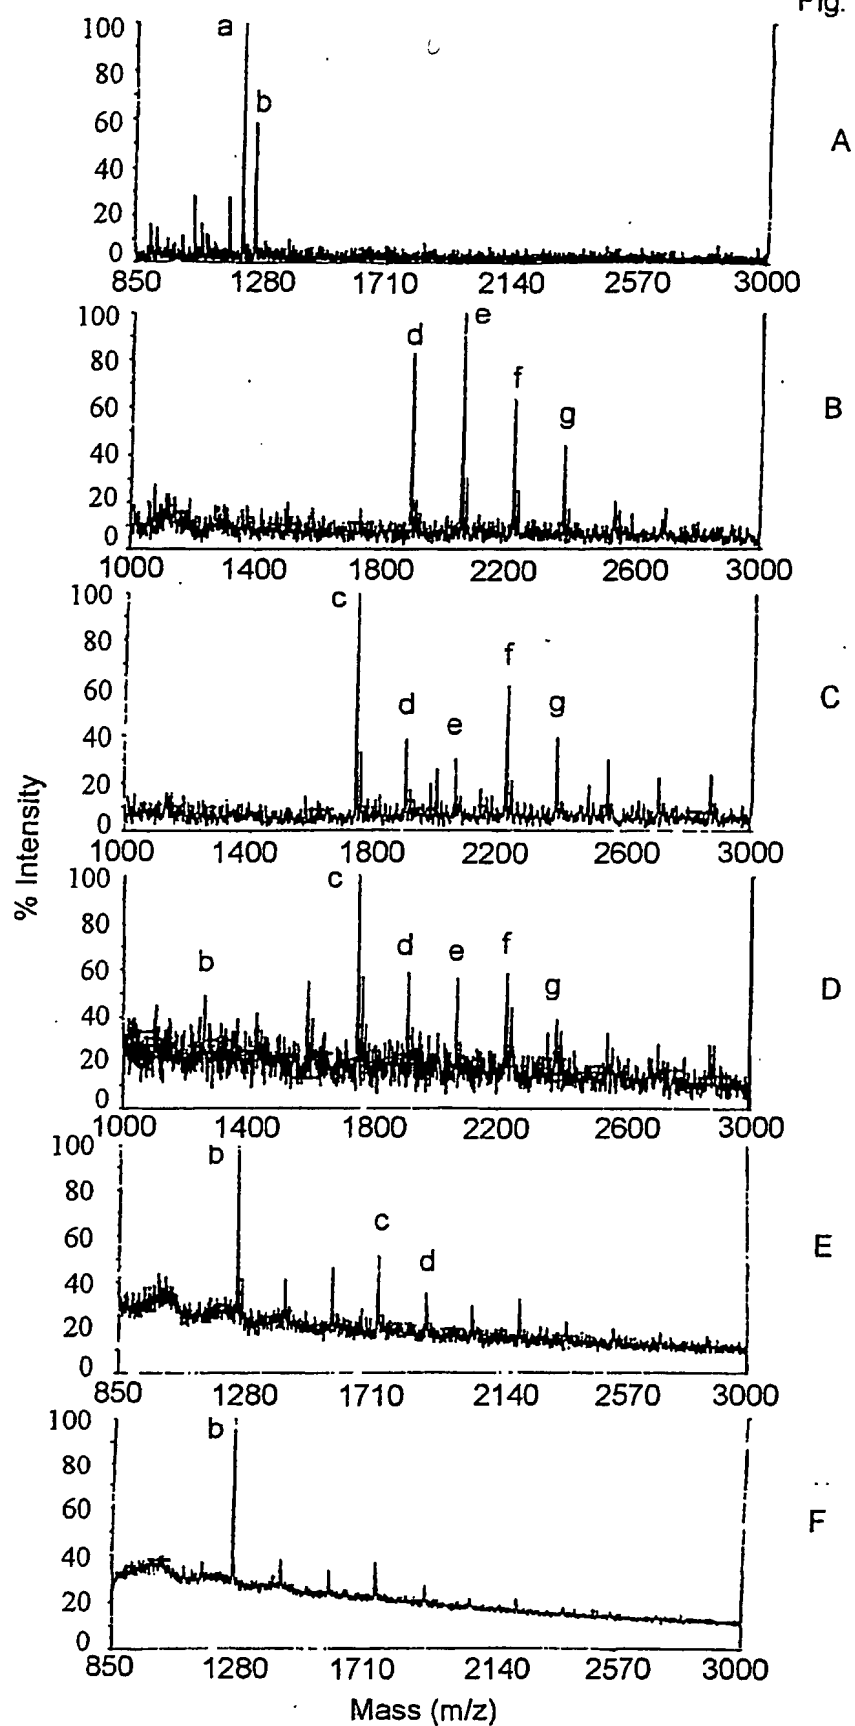 Fig.
100 a
80
b
60
A
40
20
0
850 1280 1710 2140 2570 3000
100 e
d
80
f
60 g B
40
20
0
1000 1400 1800 2200 2600 3000
100 c
80
f
60 d g C
e
40
20
0
1000 1400 1800 2200 2600 3000
100 c
80
b d e f
60 g D
40
20
0
1000 1400 1800 2200 2600 3000
100 b
80
c
60 d E
40
20
0
850 1280 1710 2140 2570 3000
100 b
80
60 F
40
20
0
850 1280 1710 2140 2570 3000
% Intensity
Mass (m/z)